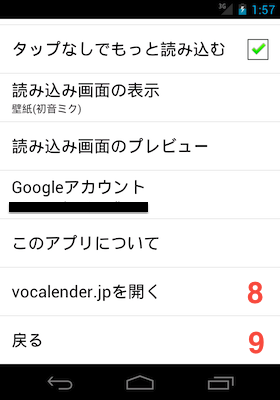 3G 1:57
タップなしでもっと読み込む
読み込み画面の表示
壁紙(初音ミク)
読み込み画面のプレビュー
Googleアカウント
このアプリについて
vocalender.jpを開く 8
戻る 9